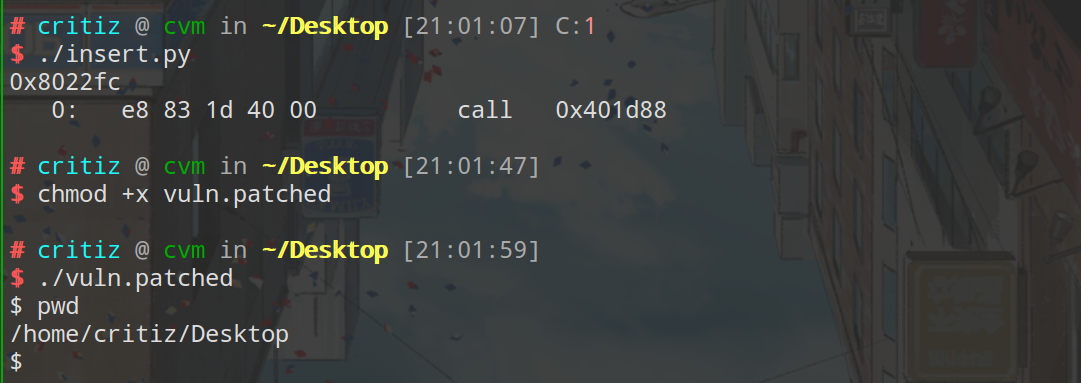 # critiz @ cvm in ~/Desktop [21:01:07] C:1
$ ./insert.py
0x8022fc
   0:   e8 83 1d 40 00          call   0x401d88

# critiz @ cvm in ~/Desktop [21:01:47]
$ chmod +x vuln.patched

# critiz @ cvm in ~/Desktop [21:01:59]
$ ./vuln.patched
$ pwd
/home/critiz/Desktop
$